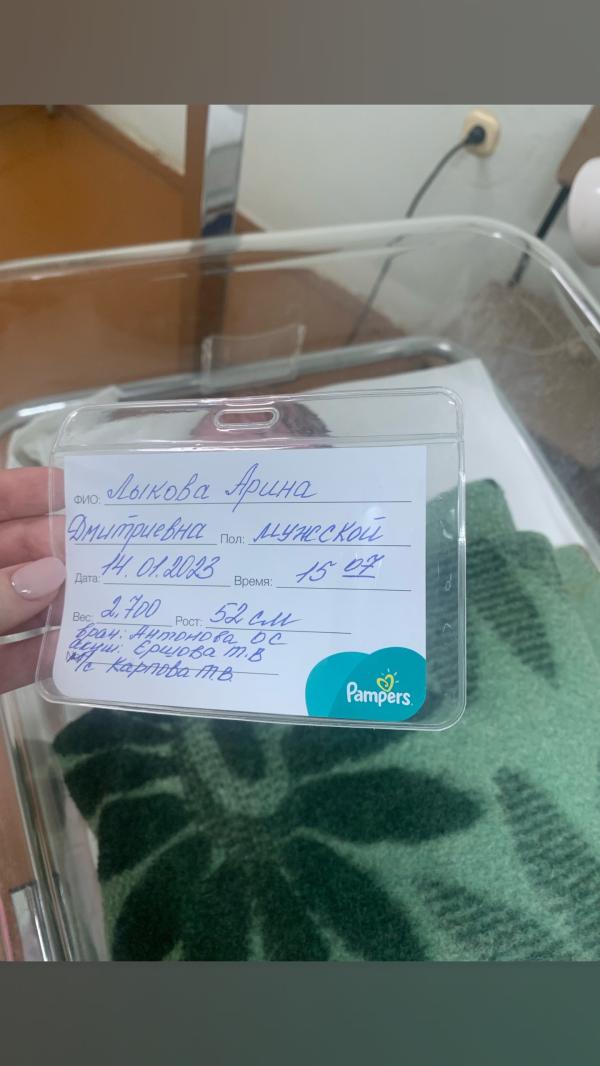 ФИО: Лыкова Арина
Дмитриевна Пол: мужской
Дата: 14.01.2023 Время: 15 07
Вес: 2,700 Рост: 52 см
врач: Антонова ОС
акуш: Ершова Т.В
м/с Карпова Т.В.
Pampers